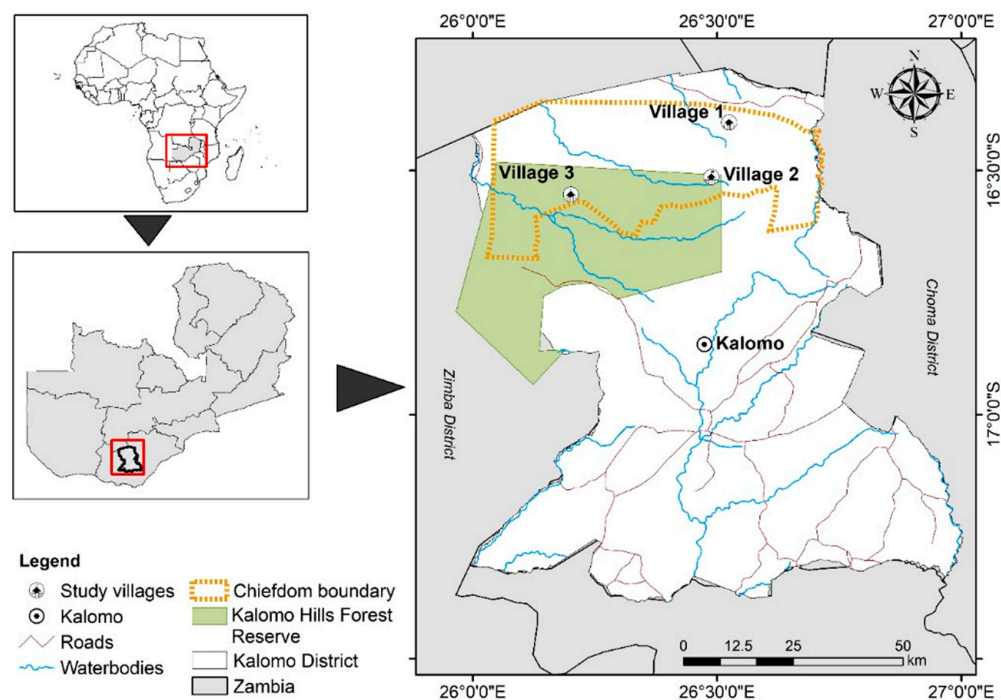 26°0'0"E
26°30'0"E
27°0'0"E
N
W
E
S
Village 1
Village 3
Village 2
16°30'0"S
Choma District
Kalomo
Zimba District
17°0'0"S
Legend
Study villages
Kalomo
Roads
Waterbodies
Chiefdom boundary
Kalomo Hills Forest
Reserve
Kalomo District
Zambia
0 12.5 25 50
km
26°0'0"E
26°30'0"E
27°0'0"E